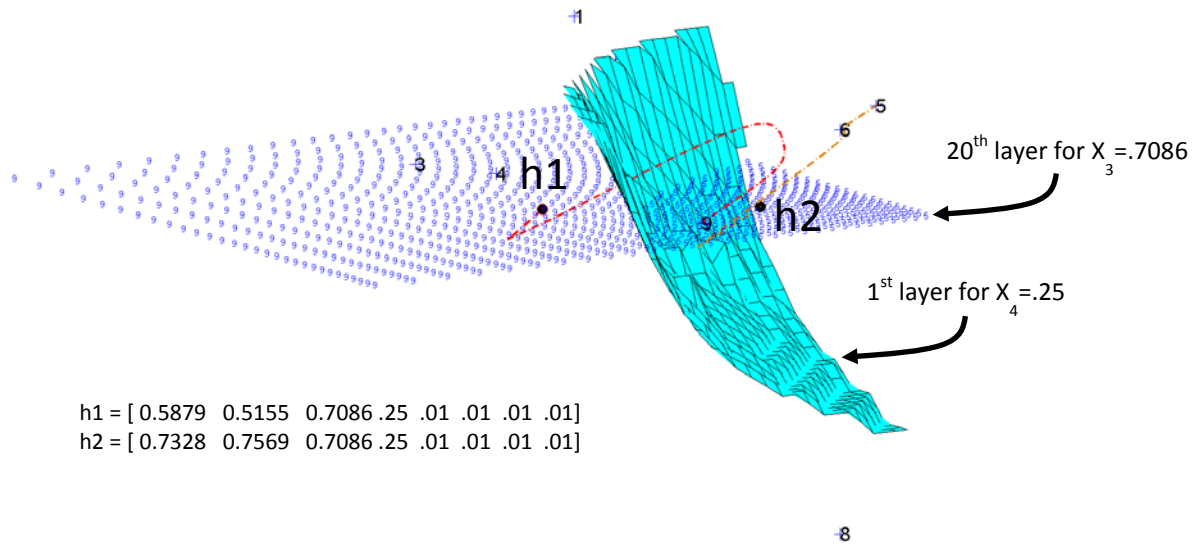 1
5
6
20th layer for X3=.7086
3
4
h1
h2
9
1st layer for X4=.25
h1 = [ 0.5879 0.5155 0.7086 .25 .01 .01 .01 .01]
h2 = [ 0.7328 0.7569 0.7086 .25 .01 .01 .01 .01]
8